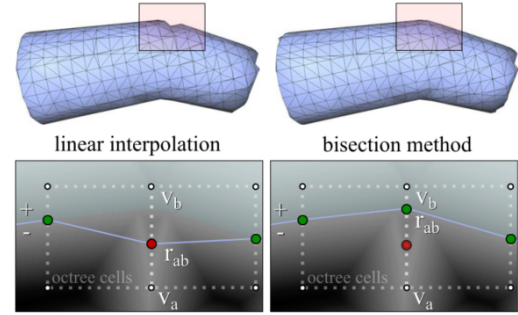 linear interpolation
bisection method
v_b
+
-
r_ab
octree cells
v_a
v_b
+
-
r_ab
octree cells
v_a